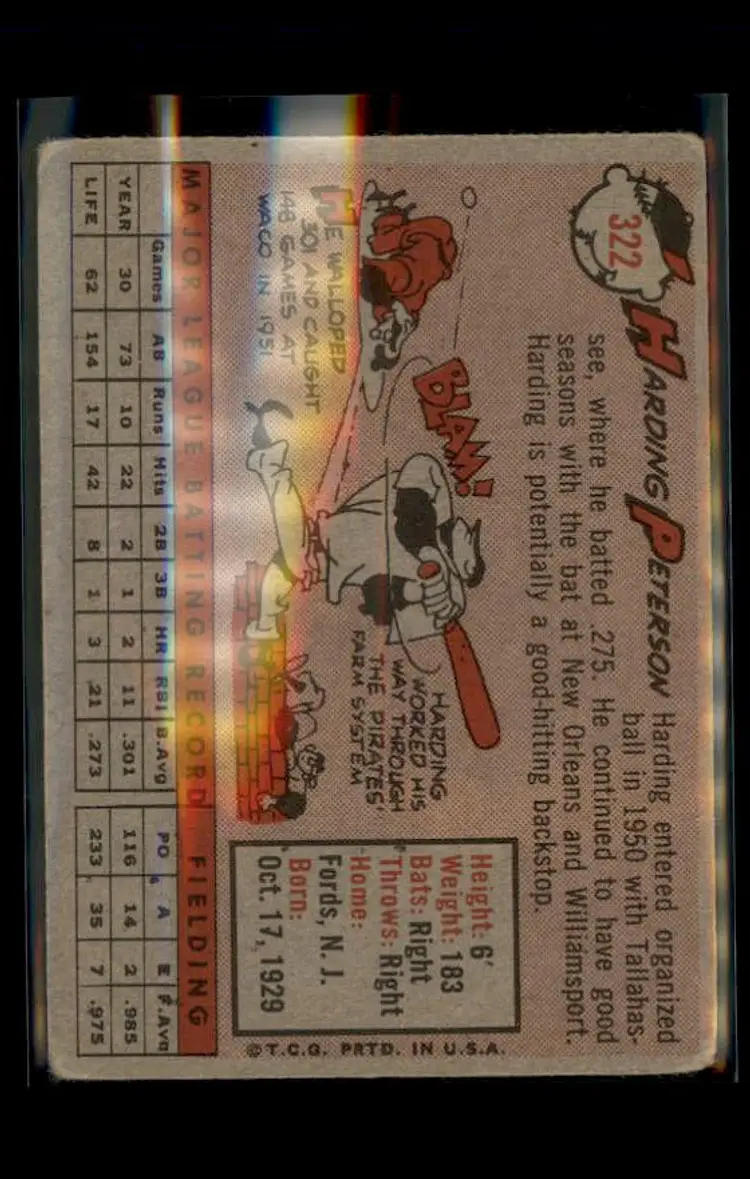 322
HARDING PETERSON
Harding entered organized
ball in 1950 with Tallahas-
see, where he batted .275. He continued to have good
seasons with the bat at New Orleans and Williamsport.
Harding is potentially a good-hitting backstop.
BLAM!
HE WALLOPED
.301 AND CAUGHT
148 GAMES AT
WACO IN 1951
HARDING
WORKED HIS
WAY THROUGH
THE PIRATES'
FARM SYSTEM
Height: 6'
Weight: 183
Bats: Right
Throws: Right
Home:
Fords, N. J.
Born:
Oct. 17, 1929
©T.C.G. PRTD. IN U.S.A.
MAJOR LEAGUE BATTING RECORD FIELDING
Games AB Runs Hits 2B 3B HR RBI B.Avg PO A E F.Avg
YEAR 30 73 10 22 2 1 2 11 .301 116 14 2 .985
LIFE 62 154 17 42 8 1 3 21 .273 233 35 7 .975